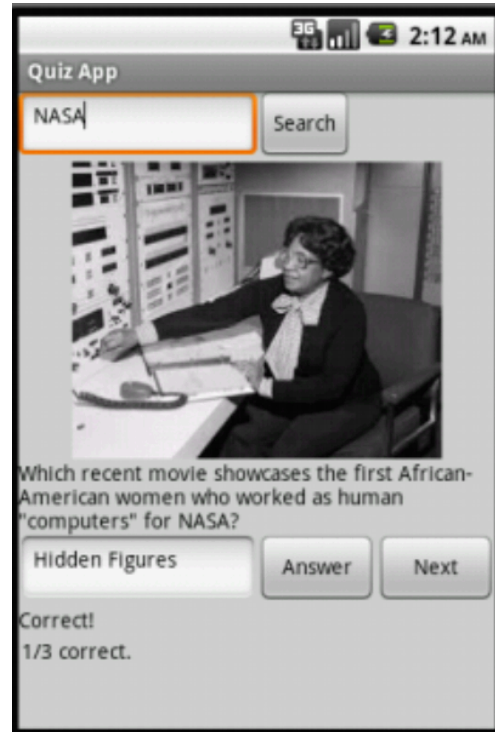 3G 2:12 AM
Quiz App
NASA Search
Which recent movie showcases the first African-
American women who worked as human
"computers" for NASA?
Hidden Figures Answer Next
Correct!
1/3 correct.